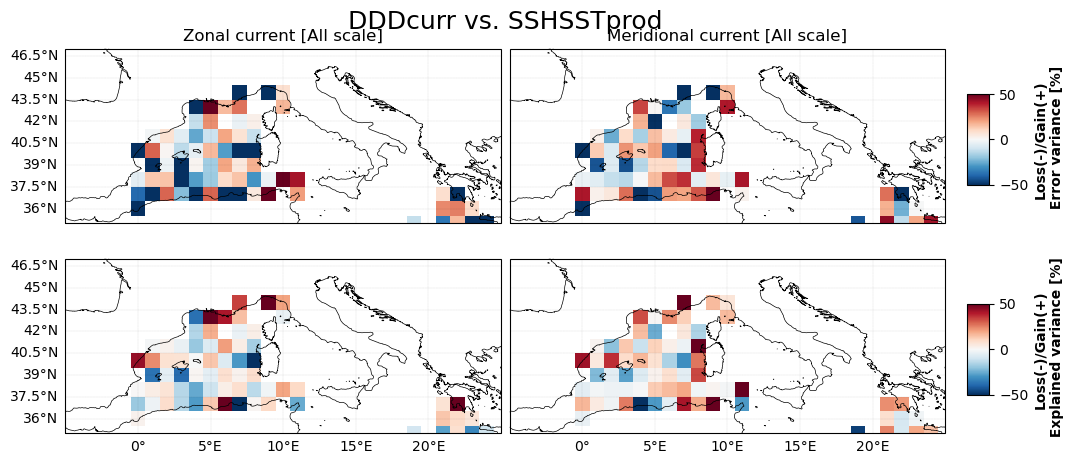 DDDcurr vs. SSHSSTprod
Zonal current [All scale]
Meridional current [All scale]
46.5°N
45°N
43.5°N
42°N
40.5°N
39°N
37.5°N
36°N
50
0
−50
Loss(-)/Gain(+)
Error variance [%]
46.5°N
45°N
43.5°N
42°N
40.5°N
39°N
37.5°N
36°N
0°
5°E
10°E
15°E
20°E
0°
5°E
10°E
15°E
20°E
50
0
−50
Loss(-)/Gain(+)
Explained variance [%]